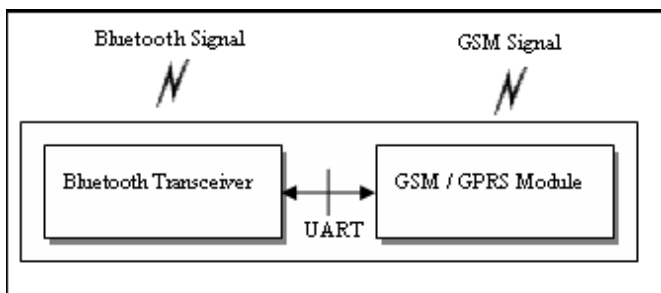 Bluetooth Signal
GSM Signal
Bluetooth Transceiver
GSM / GPRS Module
UART